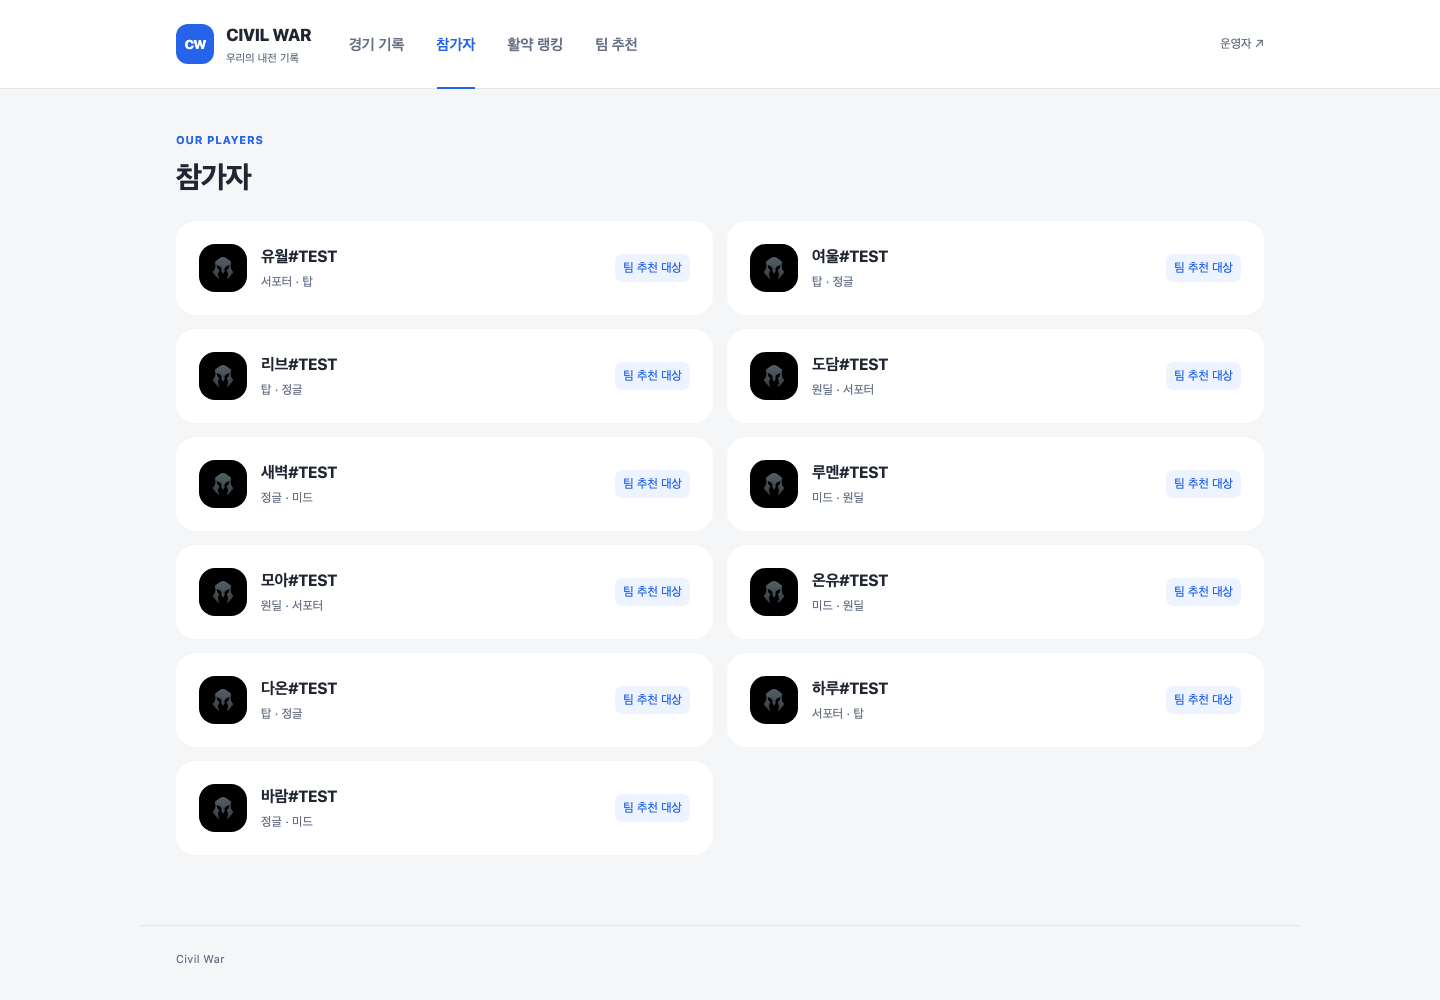 CW
CIVIL WAR
우리의 내전 기록
경기 기록
참가자
활약 랭킹
팀 추천
운영자 ↗
OUR PLAYERS
참가자
유월#TEST
서포터 · 탑
팀 추천 대상
여울#TEST
탑 · 정글
팀 추천 대상
리브#TEST
탑 · 정글
팀 추천 대상
도담#TEST
원딜 · 서포터
팀 추천 대상
새벽#TEST
정글 · 미드
팀 추천 대상
루멘#TEST
미드 · 원딜
팀 추천 대상
모아#TEST
원딜 · 서포터
팀 추천 대상
온유#TEST
미드 · 원딜
팀 추천 대상
다온#TEST
탑 · 정글
팀 추천 대상
하루#TEST
서포터 · 탑
팀 추천 대상
바람#TEST
정글 · 미드
팀 추천 대상
Civil War